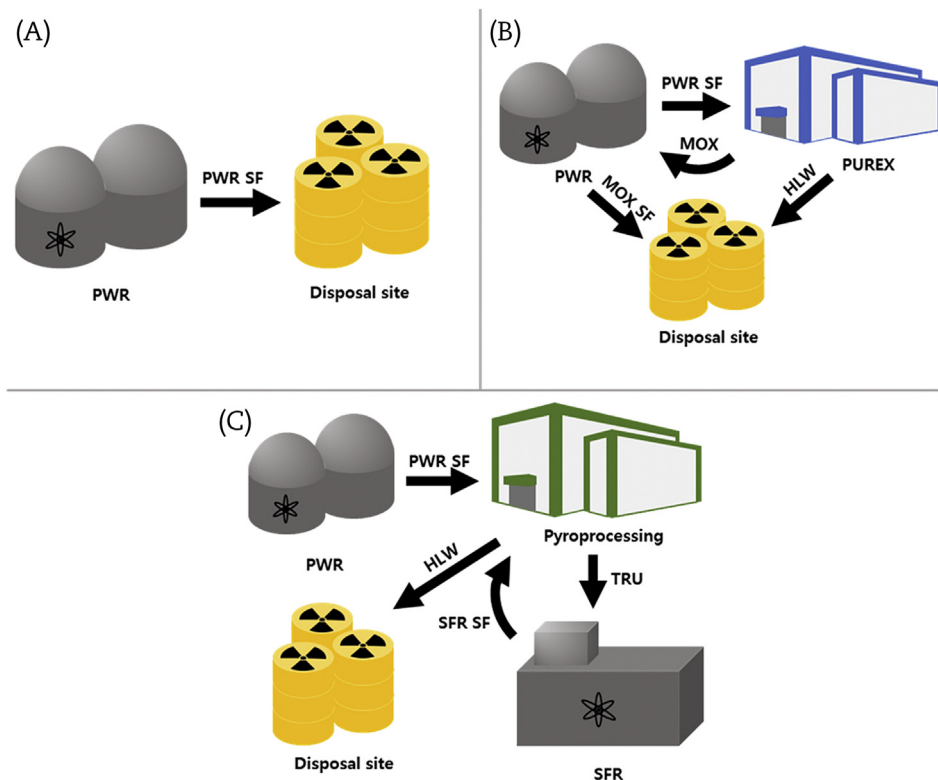 (A)
PWR SF
PWR
Disposal site
(B)
PWR SF
MOX
PWR
PUREX
MOX SF
HLW
Disposal site
(C)
PWR SF
PWR
Pyroprocessing
HLW
TRU
SFR SF
Disposal site
SFR